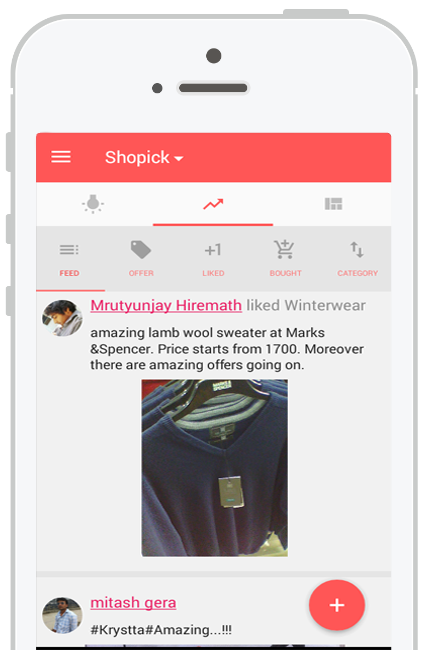 Shopick
FEED OFFER +1 LIKED BOUGHT CATEGORY
Mrutyunjay Hiremath liked Winterwear
amazing lamb wool sweater at Marks
&Spencer. Price starts from 1700. Moreover
there are amazing offers going on.
mitash gera
#Krystta#Amazing...!!!